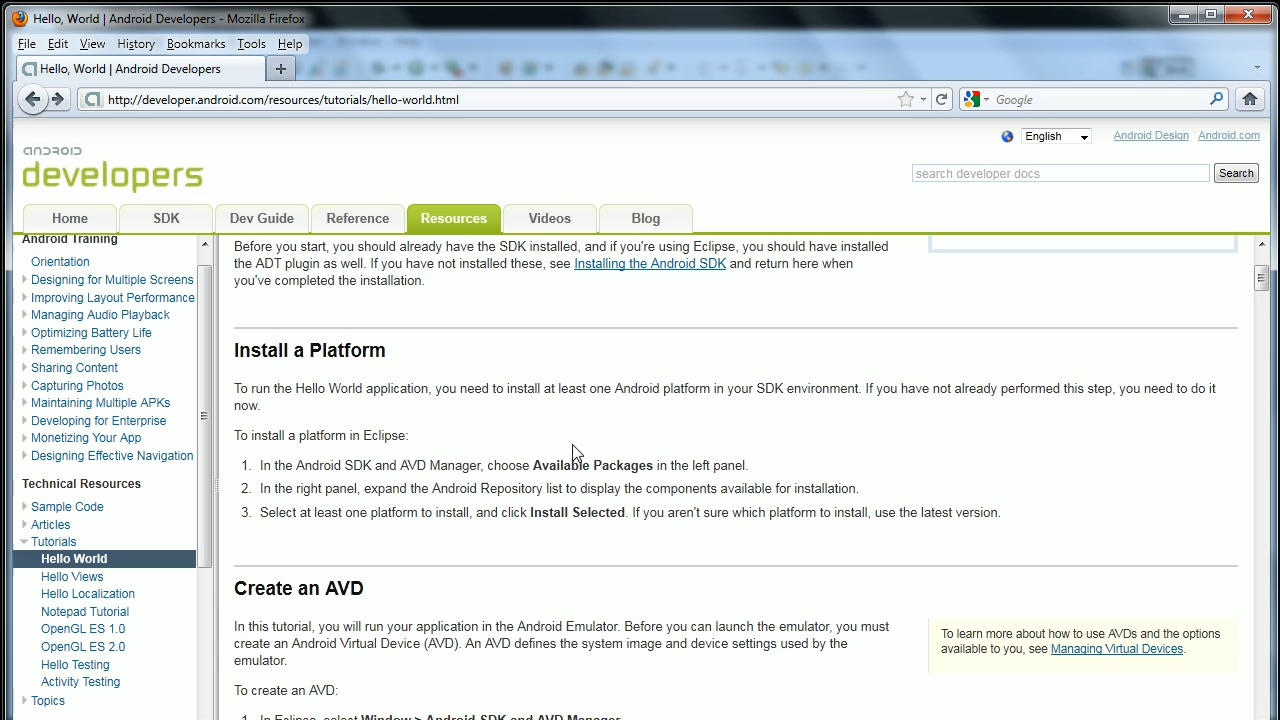 Hello, World | Android Developers - Mozilla Firefox
File Edit View History Bookmarks Tools Help
Hello, World | Android Developers
http://developer.android.com/resources/tutorials/hello-world.html
Google
English
Android Design Android.com
android
developers
search developer docs
Search
Home SDK Dev Guide Reference Resources Videos Blog
Android Training
Orientation
Designing for Multiple Screens
Improving Layout Performance
Managing Audio Playback
Optimizing Battery Life
Remembering Users
Sharing Content
Capturing Photos
Maintaining Multiple APKs
Developing for Enterprise
Monetizing Your App
Designing Effective Navigation
Technical Resources
Sample Code
Articles
Tutorials
Hello World
Hello Views
Hello Localization
Notepad Tutorial
OpenGL ES 1.0
OpenGL ES 2.0
Hello Testing
Activity Testing
Topics
Before you start, you should already have the SDK installed, and if you're using Eclipse, you should have installed
the ADT plugin as well. If you have not installed these, see Installing the Android SDK and return here when
you've completed the installation.
Install a Platform
To run the Hello World application, you need to install at least one Android platform in your SDK environment. If you have not already performed this step, you need to do it
now.
To install a platform in Eclipse:
1. In the Android SDK and AVD Manager, choose Available Packages in the left panel.
2. In the right panel, expand the Android Repository list to display the components available for installation.
3. Select at least one platform to install, and click Install Selected. If you aren't sure which platform to install, use the latest version.
Create an AVD
In this tutorial, you will run your application in the Android Emulator. Before you can launch the emulator, you must
create an Android Virtual Device (AVD). An AVD defines the system image and device settings used by the
emulator.
To create an AVD:
1. In Eclipse, select Window > Android SDK and AVD Manager.
To learn more about how to use AVDs and the options
available to you, see Managing Virtual Devices.